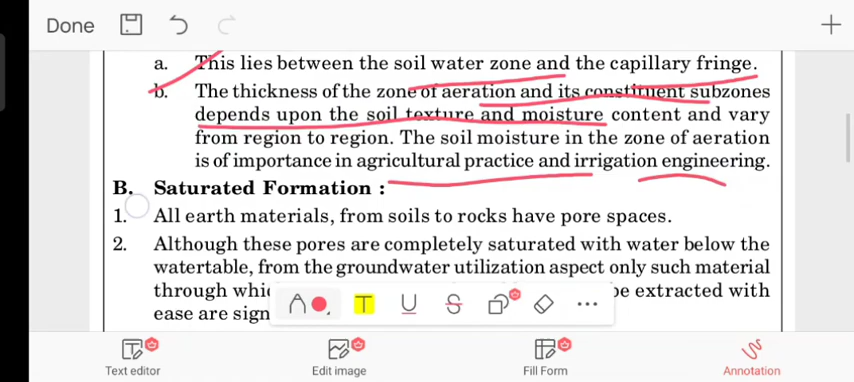 Done
a. This lies between the soil water zone and the capillary fringe.
b. The thickness of the zone of aeration and its constituent subzones
depends upon the soil texture and moisture content and vary
from region to region. The soil moisture in the zone of aeration
is of importance in agricultural practice and irrigation engineering.
B. Saturated Formation :
1. All earth materials, from soils to rocks have pore spaces.
2. Although these pores are completely saturated with water below the
watertable, from the groundwater utilization aspect only such material
through be extracted with
ease are
T U S
Text editor Edit image Fill Form Annotation